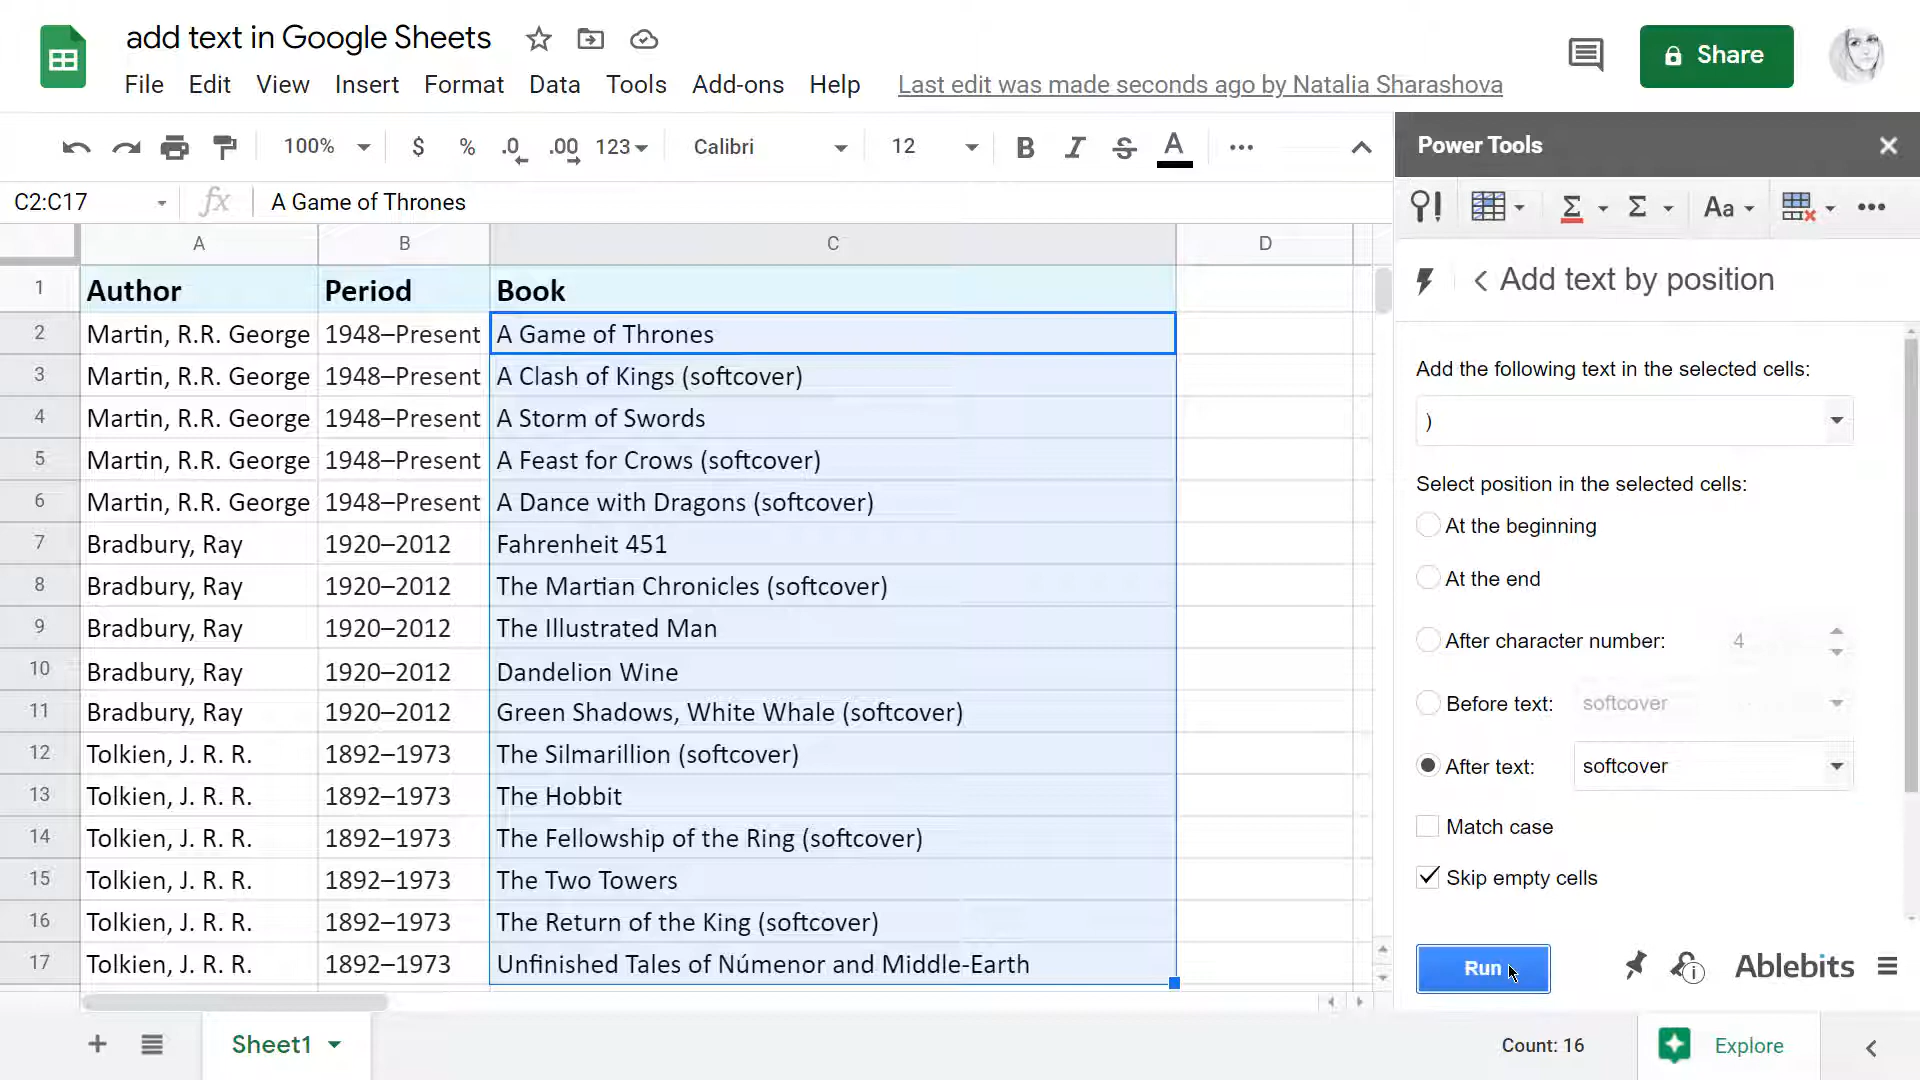 add text in Google Sheets
File Edit View Insert Format Data Tools Add-ons Help Last edit was made seconds ago by Natalia Sharashova
Share
100% $ % .0 .00 123 Calibri 12 B I S A
C2:C17 fx A Game of Thrones
A B C D
1 Author Period Book
2 Martin, R.R. George 1948–Present A Game of Thrones
3 Martin, R.R. George 1948–Present A Clash of Kings (softcover)
4 Martin, R.R. George 1948–Present A Storm of Swords
5 Martin, R.R. George 1948–Present A Feast for Crows (softcover)
6 Martin, R.R. George 1948–Present A Dance with Dragons (softcover)
7 Bradbury, Ray 1920–2012 Fahrenheit 451
8 Bradbury, Ray 1920–2012 The Martian Chronicles (softcover)
9 Bradbury, Ray 1920–2012 The Illustrated Man
10 Bradbury, Ray 1920–2012 Dandelion Wine
11 Bradbury, Ray 1920–2012 Green Shadows, White Whale (softcover)
12 Tolkien, J. R. R. 1892–1973 The Silmarillion (softcover)
13 Tolkien, J. R. R. 1892–1973 The Hobbit
14 Tolkien, J. R. R. 1892–1973 The Fellowship of the Ring (softcover)
15 Tolkien, J. R. R. 1892–1973 The Two Towers
16 Tolkien, J. R. R. 1892–1973 The Return of the King (softcover)
17 Tolkien, J. R. R. 1892–1973 Unfinished Tales of Númenor and Middle-Earth
Sheet1
Count: 16
Explore
Power Tools
Σ Σ Aa
Add text by position
Add the following text in the selected cells:
)
Select position in the selected cells:
At the beginning
At the end
After character number: 4
Before text: softcover
After text: softcover
Match case
Skip empty cells
Run
Ablebits